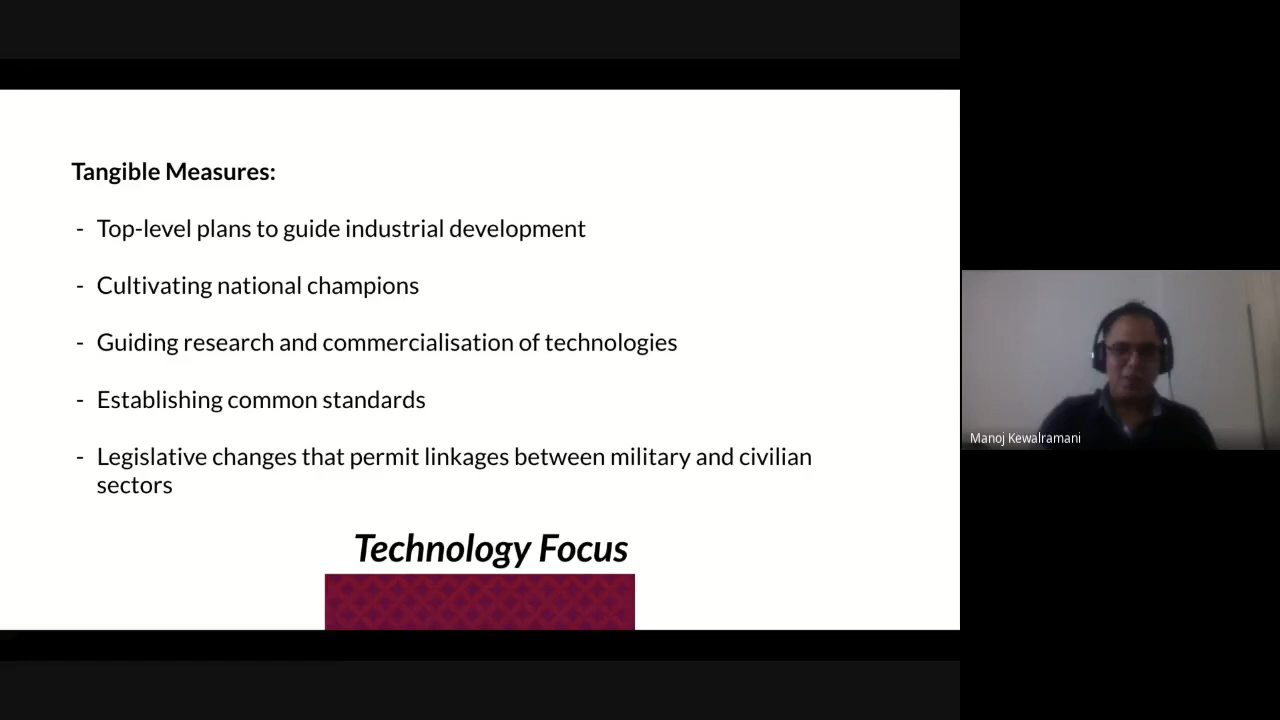 Tangible Measures:
- Top-level plans to guide industrial development
- Cultivating national champions
- Guiding research and commercialisation of technologies
- Establishing common standards
- Legislative changes that permit linkages between military and civilian
sectors
Technology Focus
Manoj Kewalramani